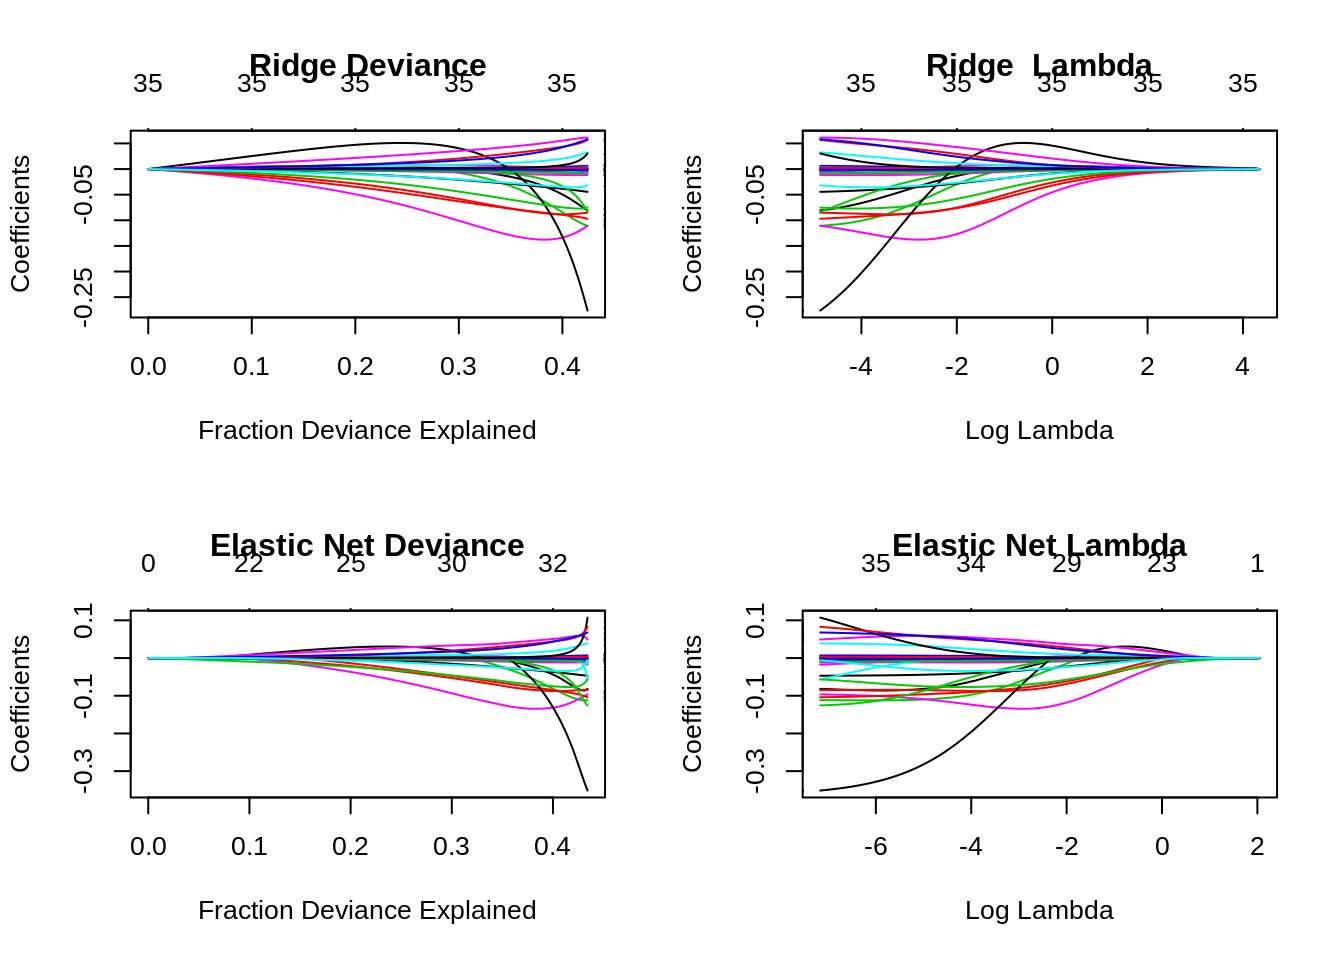 Ridge Deviance
35 35 35 35 35
Coefficients
-0.05
-0.25
0.0 0.1 0.2 0.3 0.4
Fraction Deviance Explained
Ridge  Lambda
35 35 35 35 35
Coefficients
-0.05
-0.25
-4 -2 0 2 4
Log Lambda
Elastic Net Deviance
0 22 25 30 32
Coefficients
0.1
-0.1
-0.3
0.0 0.1 0.2 0.3 0.4
Fraction Deviance Explained
Elastic Net Lambda
35 34 29 23 1
Coefficients
0.1
-0.1
-0.3
-6 -4 -2 0 2
Log Lambda